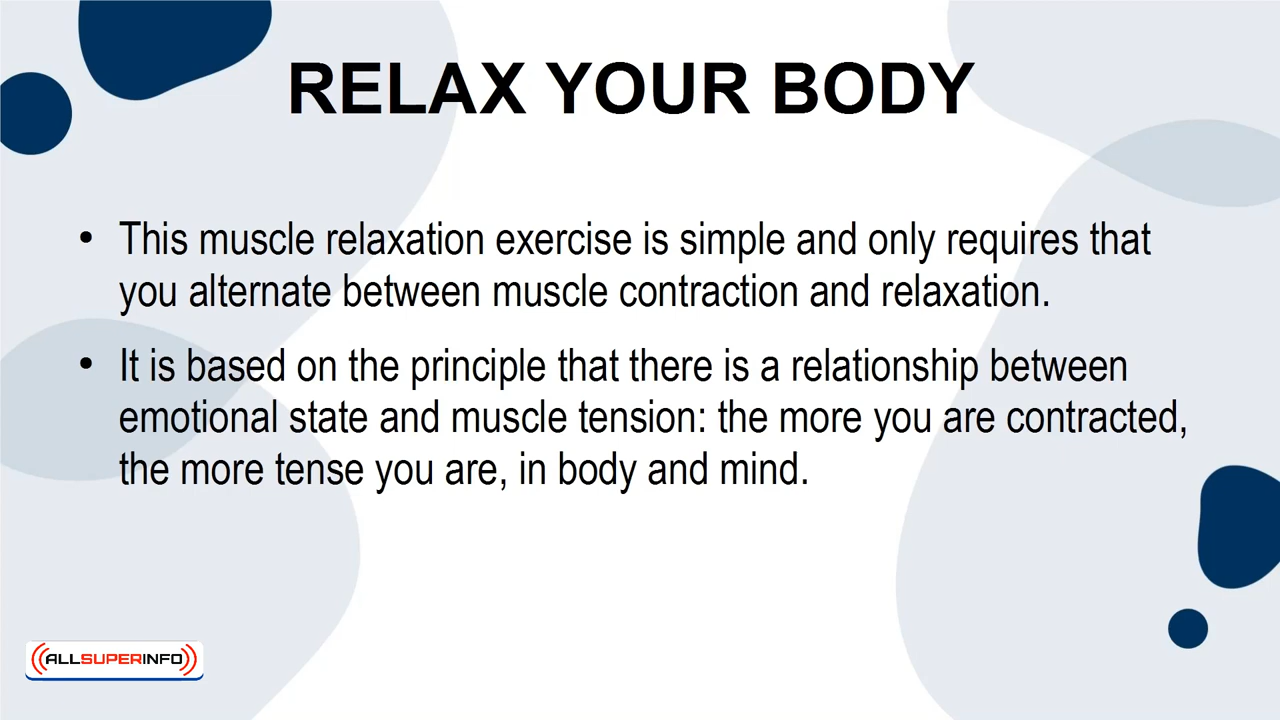 RELAX YOUR BODY
• This muscle relaxation exercise is simple and only requires that
you alternate between muscle contraction and relaxation.
• It is based on the principle that there is a relationship between
emotional state and muscle tension: the more you are contracted,
the more tense you are, in body and mind.
ALLSUPERINFO